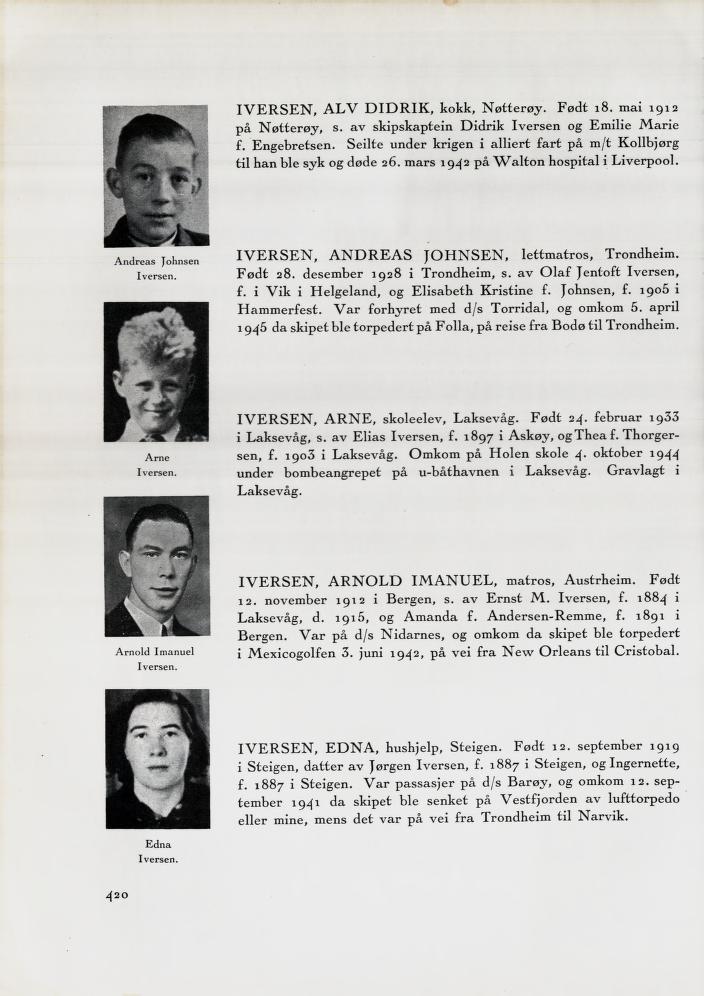 IVERSEN, ALV DIDRIK, kokk, Nøtterøy. Født 18. mai 1912
på Nøtterøy, s. av skipskaptein Didrik Iversen og Emilie Marie
f. Engebretsen. Seilte under krigen i alliert fart på m/t Kollbjørg
til han ble syk og døde 26. mars 1942 på Walton hospital i Liverpool.
Andreas Johnsen
Iversen.
IVERSEN, ANDREAS JOHNSEN, lettmatros, Trondheim.
Født 28. desember 1928 i Trondheim, s. av Olaf Jentoft Iversen,
f. i Vik i Helgeland, og Elisabeth Kristine f. Johnsen, f. 1905 i
Hammerfest. Var forhyret med d/s Torridal, og omkom 5. april
1945 da skipet ble torpedert på Folla, på reise fra Bodø til Trondheim.
Arne
Iversen.
IVERSEN, ARNE, skoleelev, Laksevåg. Født 24. februar 1933
i Laksevåg, s. av Elias Iversen, f. 1897 i Askøy, og Thea f. Thorger-
sen, f. 1903 i Laksevåg. Omkom på Holen skole 4. oktober 1944
under bombeangrepet på u-båthavnen i Laksevåg. Gravlagt i
Laksevåg.
Arnold Imanuel
Iversen.
IVERSEN, ARNOLD IMANUEL, matros, Austrheim. Født
12. november 1912 i Bergen, s. av Ernst M. Iversen, f. 1884 i
Laksevåg, d. 1915, og Amanda f. Andersen-Remme, f. 1891 i
Bergen. Var på d/s Nidarnes, og omkom da skipet ble torpedert
i Mexicogolfen 3. juni 1942, på vei fra New Orleans til Cristobal.
Edna
Iversen.
IVERSEN, EDNA, hushjelp, Steigen. Født 12. september 1919
i Steigen, datter av Jørgen Iversen, f. 1887 i Steigen, og Ingernette,
f. 1887 i Steigen. Var passasjer på d/s Barøy, og omkom 12. sep-
tember 1941 da skipet ble senket på Vestfjorden av lufttorpedo
eller mine, mens det var på vei fra Trondheim til Narvik.
420